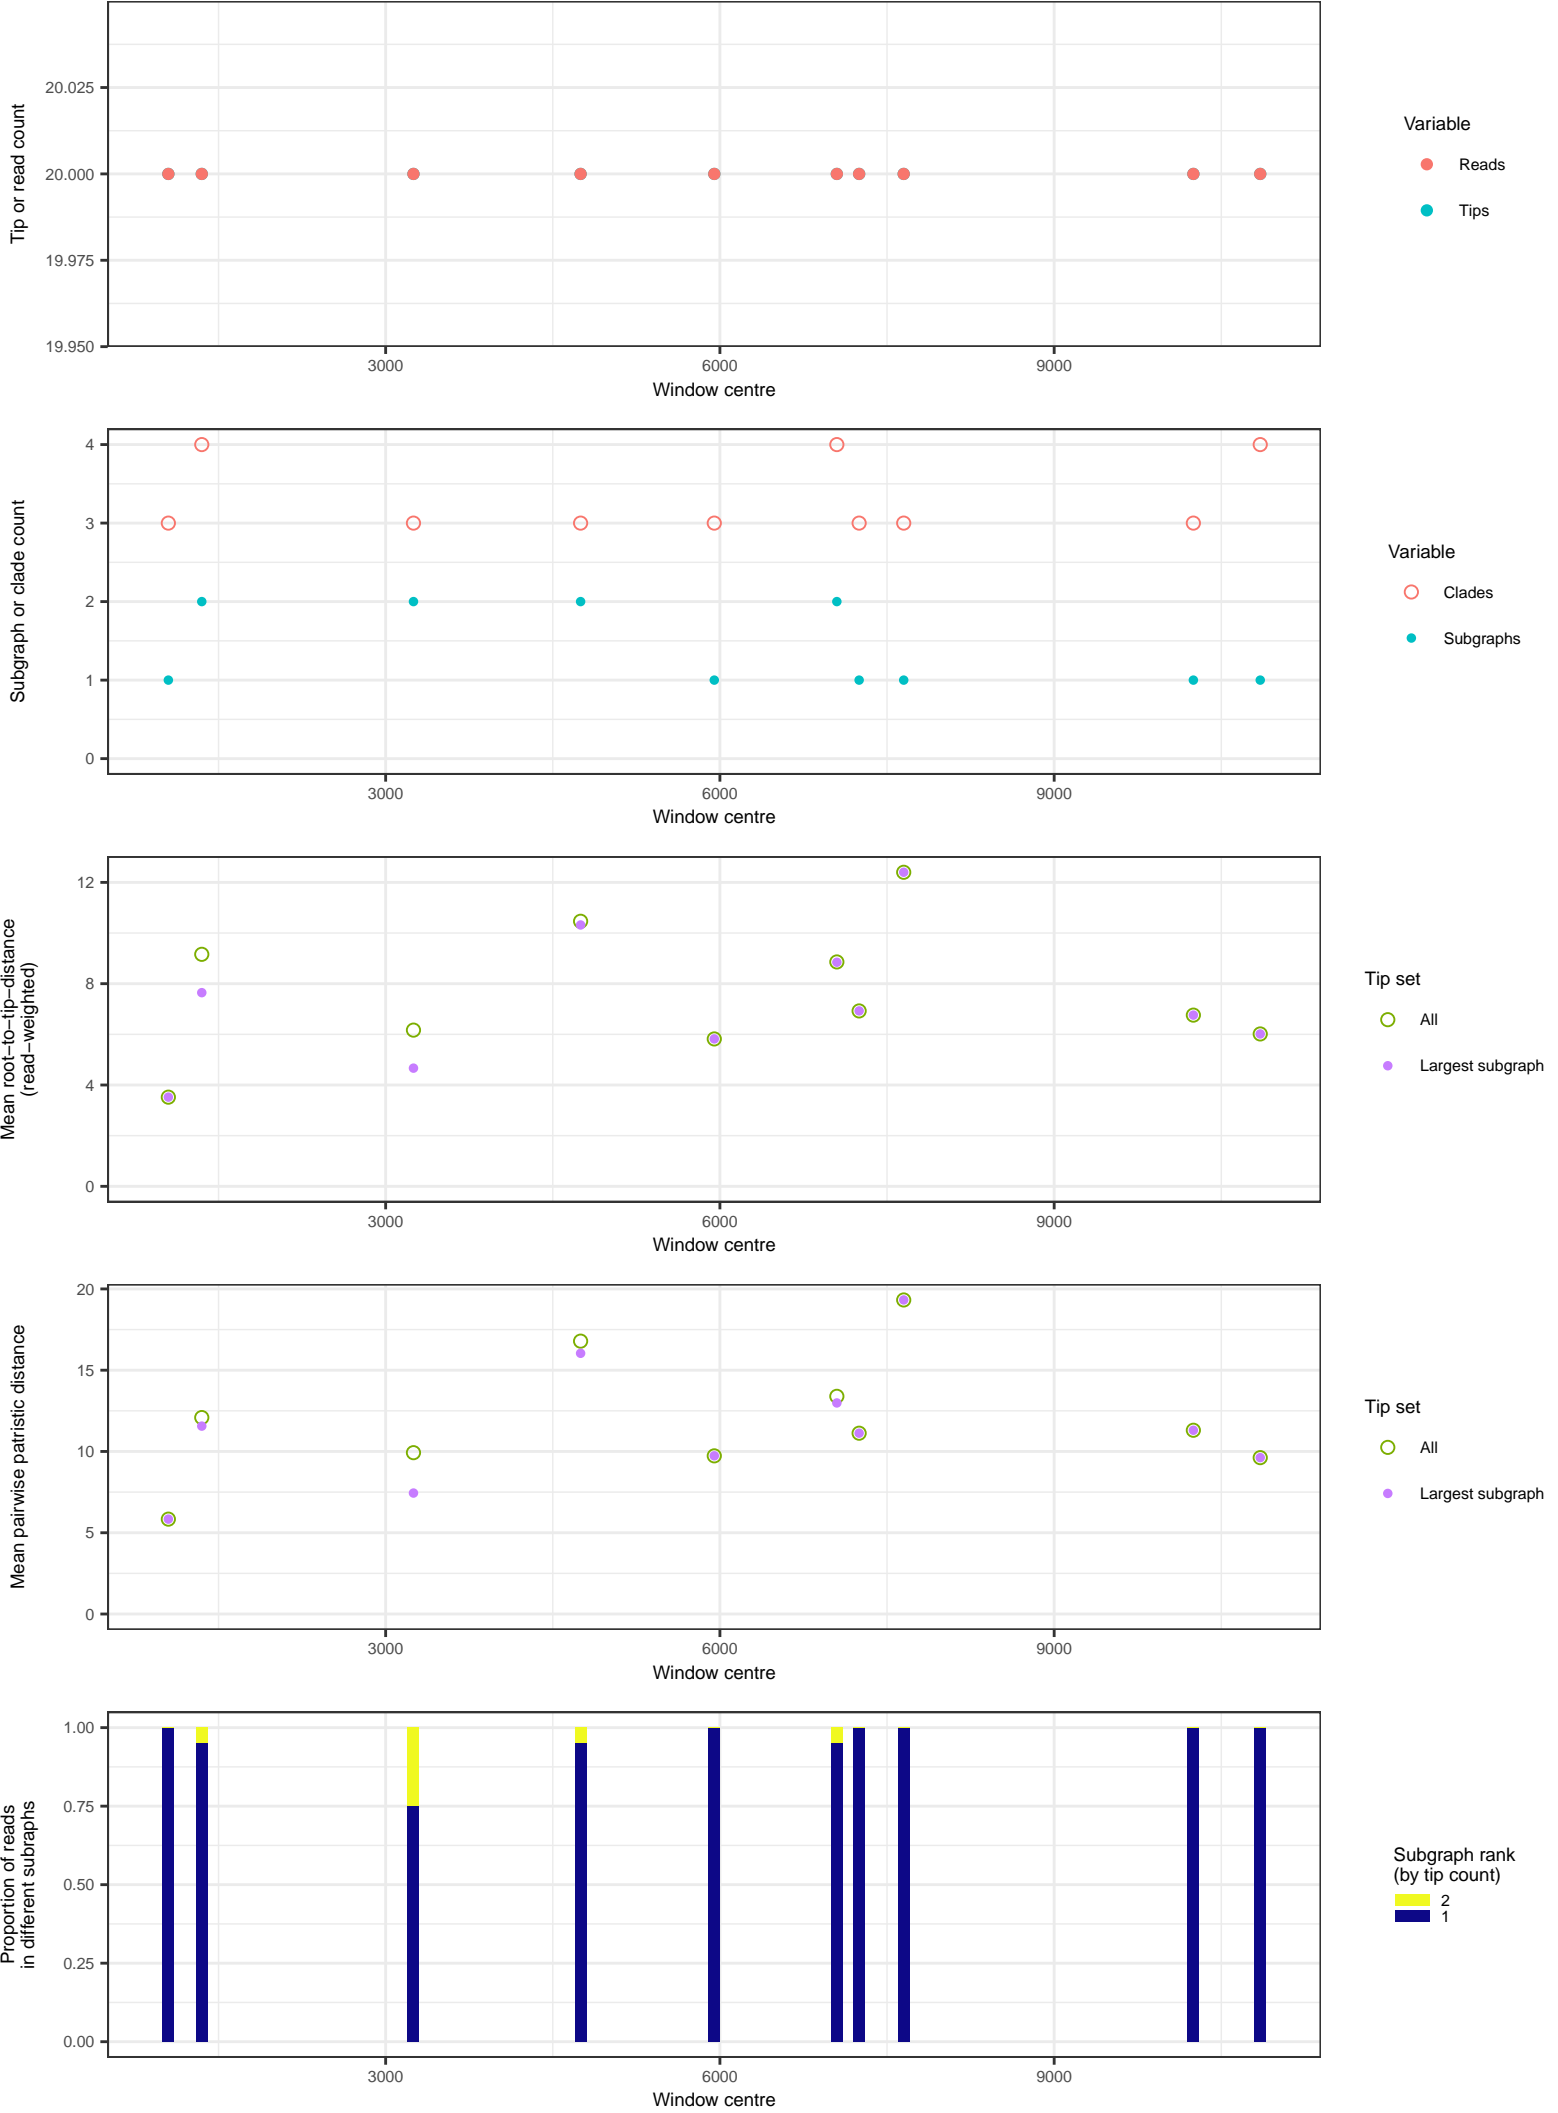 Tip or read count
20.025
20.000
19.975
19.950
3000
6000
9000
Window centre
Variable
Reads
Tips
Subgraph or clade count
4
3
2
1
0
3000
6000
9000
Window centre
Variable
Clades
Subgraphs
Mean root−to−tip−distance
(read−weighted)
12
8
4
0
3000
6000
9000
Window centre
Tip set
All
Largest subgraph
Mean pairwise patristic distance
20
15
10
5
0
3000
6000
9000
Window centre
Tip set
All
Largest subgraph
Proportion of reads
in different subraphs
1.00
0.75
0.50
0.25
0.00
3000
6000
9000
Window centre
Subgraph rank
(by tip count)
2
1